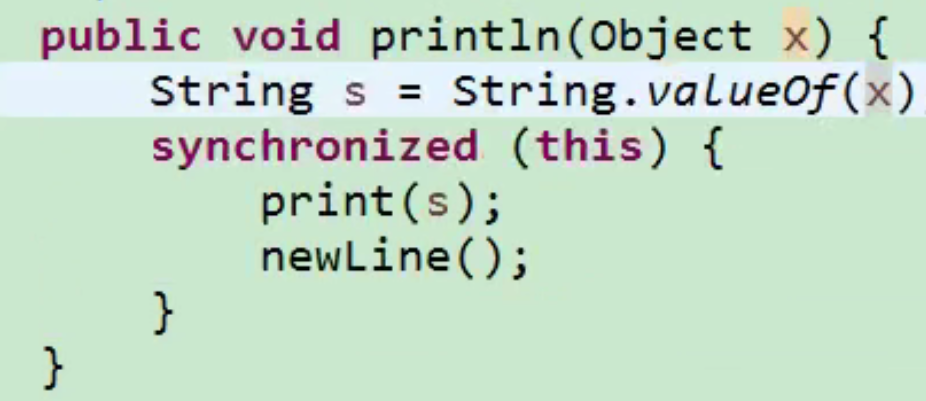 public void println(Object x) {
String s = String.valueOf(x)
synchronized (this) {
print(s);
newLine();
}
}